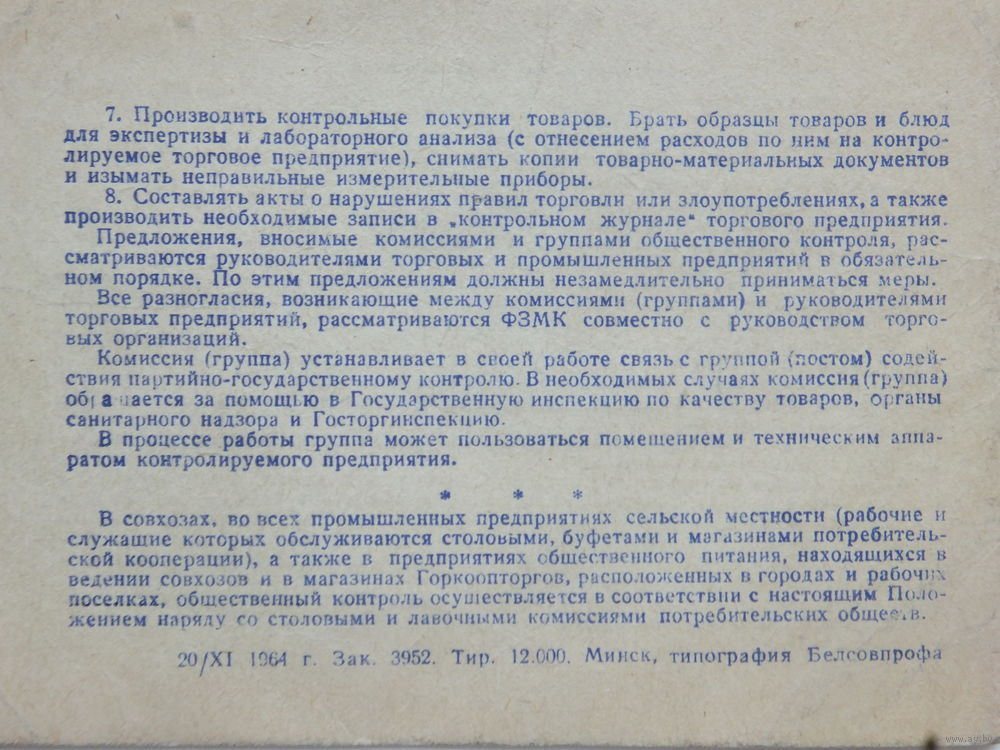 7. Производить контрольные покупки товаров. Брать образцы товаров и блюд
для экспертизы и лабораторного анализа (с отнесением расходов по ним на контро-
лируемое торговое предприятие), снимать копии товарно-материальных документов
и изымать неправильные измерительные приборы.
8. Составлять акты о нарушениях правил торговли или злоупотреблениях, а также
производить необходимые записи в „контрольном журнале“ торгового предприятия.
Предложения, вносимые комиссиями и группами общественного контроля, рас-
сматриваются руководителями торговых и промышленных предприятий в обязатель-
ном порядке. По этим предложениям должны незамедлительно приниматься меры.
Все разногласия, возникающие между комиссиями (группами) и руководителями
торговых предприятий, рассматриваются ФЗМК совместно с руководством торго-
вых организаций.
Комиссия (группа) устанавливает в своей работе связь с группой (постом) содей-
ствия партийно-государственному контролю. В необходимых случаях комиссия (группа)
обращается за помощью в Государственную инспекцию по качеству товаров, органы
санитарного надзора и Госторгинспекцию.
В процессе работы группа может пользоваться помещением и техническим аппа-
ратом контролируемого предприятия.
* * *
В совхозах, во всех промышленных предприятиях сельской местности (рабочие и
служащие которых обслуживаются столовыми, буфетами и магазинами потребитель-
ской кооперации), а также в предприятиях общественного питания, находящихся в
ведении совхозов и в магазинах Горкоопторгов, расположенных в городах и рабочих
поселках, общественный контроль осуществляется в соответствии с настоящим Поло-
жением наряду со столовыми и лавочными комиссиями потребительских обществ.
20/XI 1964 г. Зак. 3952. Тир. 12.000. Минск, типография Белсовпрофа
www.ay.by